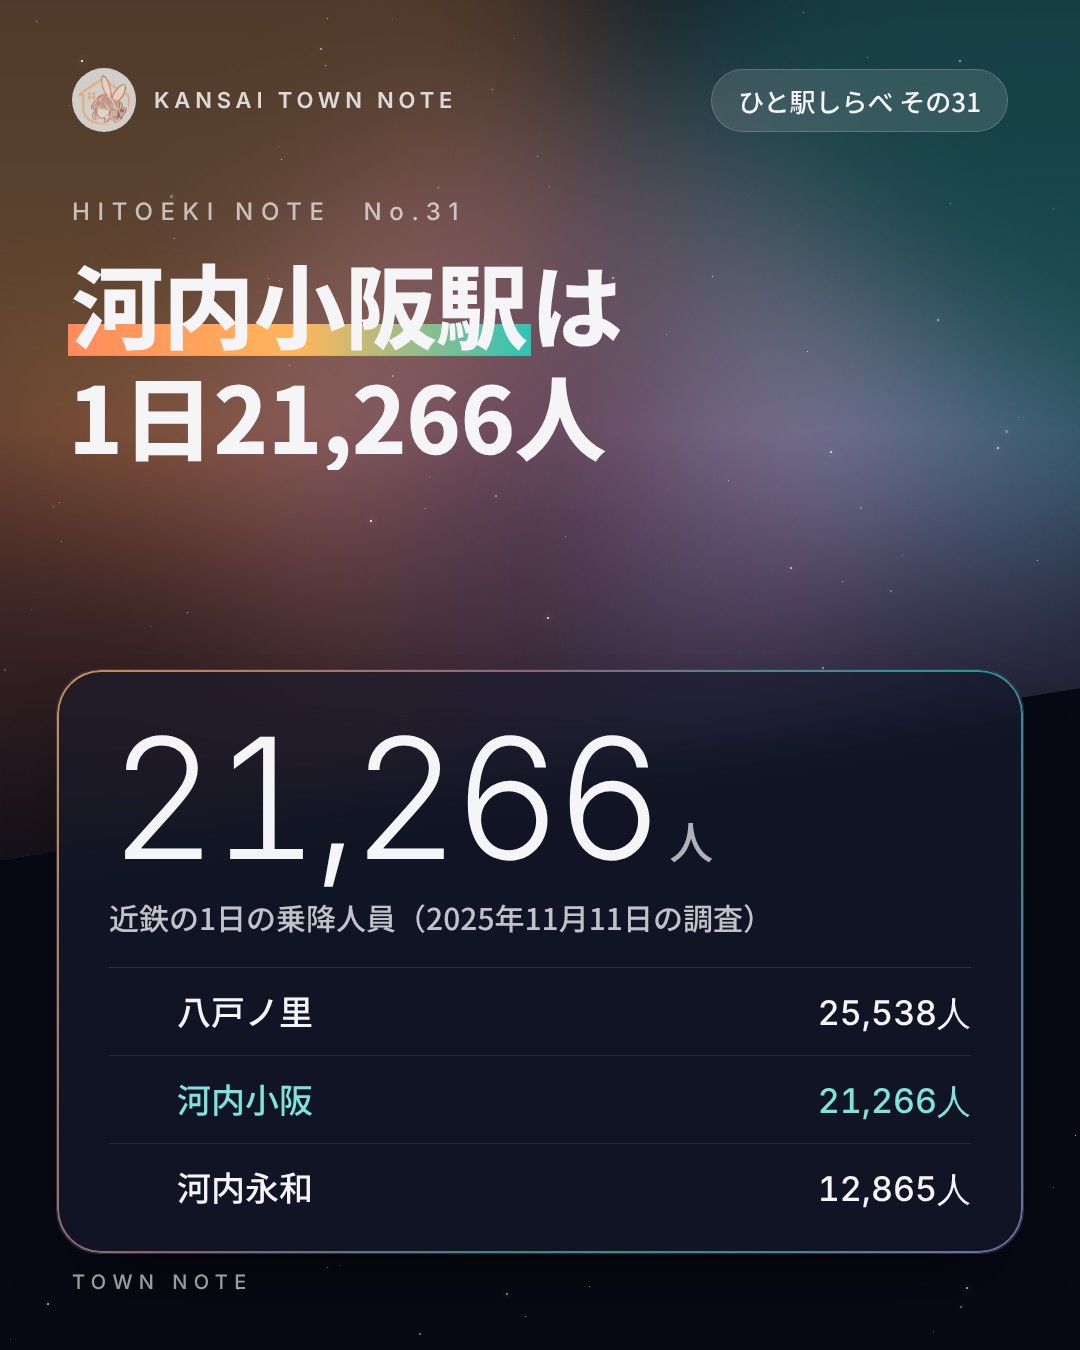 KANSAI TOWN NOTE
ひと駅しらべ その31
HITOEKI NOTE No.31
河内小阪駅は
1日21,266人
21,266人
近鉄の1日の乗降人員（2025年11月11日の調査）
八戸ノ里 25,538人
河内小阪 21,266人
河内永和 12,865人
TOWN NOTE